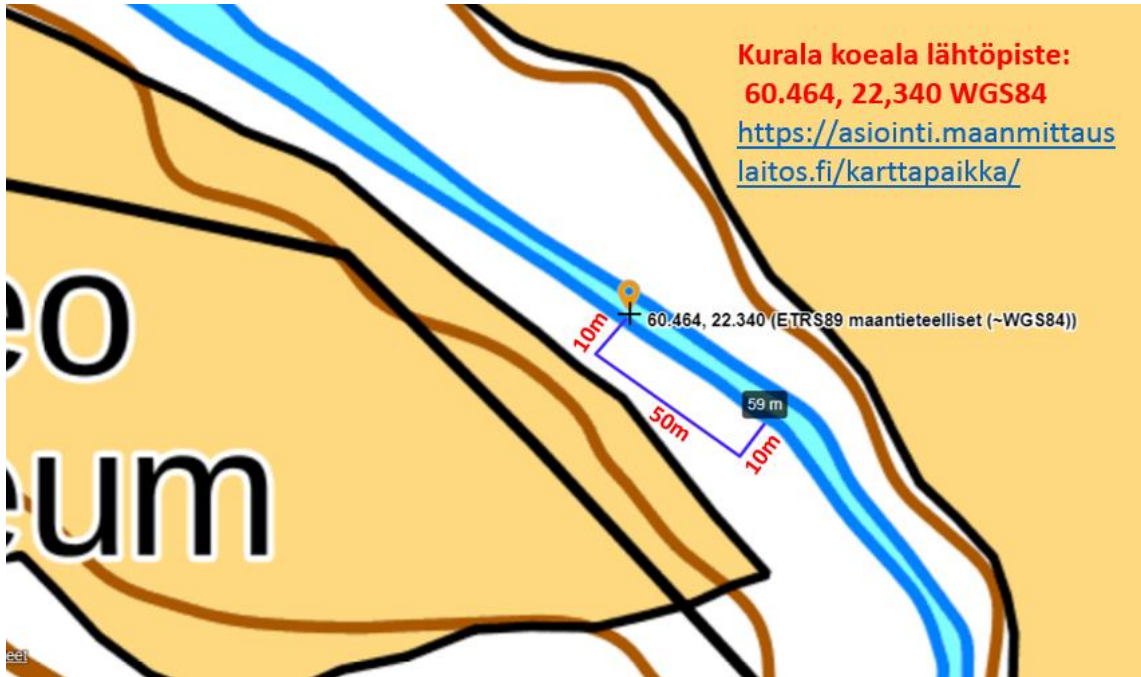 Kurala koeala lähtöpiste:
60.464, 22,340 WGS84
https://asiointi.maanmittaus
laitos.fi/karttapaikka/
eo
60.464, 22.340 (ETRS89 maantieteelliset (~WGS84))
10m
59 m
50m
10m
eum
eet